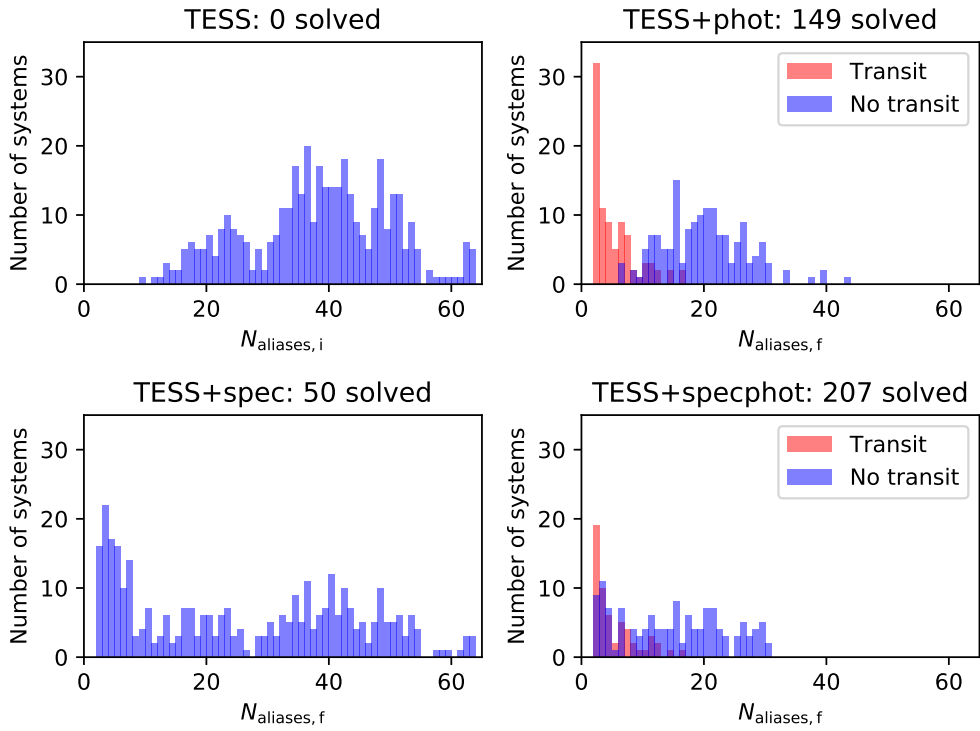 TESS: 0 solved
Number of systems
30
20
10
0
0 20 40 60
N_aliases, i
TESS+phot: 149 solved
Number of systems
30
20
10
0
0 20 40 60
N_aliases, f
Transit
No transit
TESS+spec: 50 solved
Number of systems
30
20
10
0
0 20 40 60
N_aliases, f
TESS+specphot: 207 solved
Number of systems
30
20
10
0
0 20 40 60
N_aliases, f
Transit
No transit